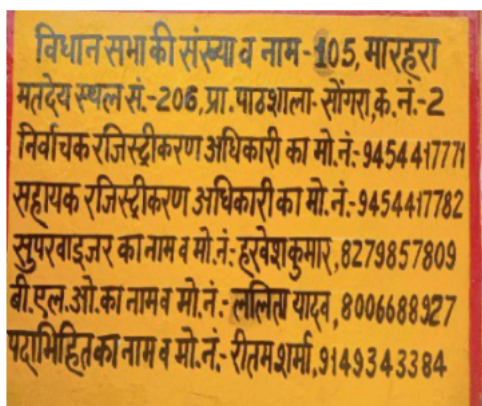 विधान सभा की संख्या व नाम - 105, मारहरा
मतदेय स्थल सं.-206, प्रा. पाठशाला- सोंगरा, क.नं.-2
निर्वाचक रजिस्ट्रीकरण अधिकारी का मो.नं.-9454417771
सहायक रजिस्ट्रीकरण अधिकारी का मो.नं.-9454417782
सुपरवाइजर का नाम व मो.नं.- हरवेश कुमार, 8279857809
बी.एल.ओ. का नाम व मो.नं.- ललित्य यादव, 8006688927
पदाभिहित का नाम व मो.नं.- रीतम शर्मा, 9149343384